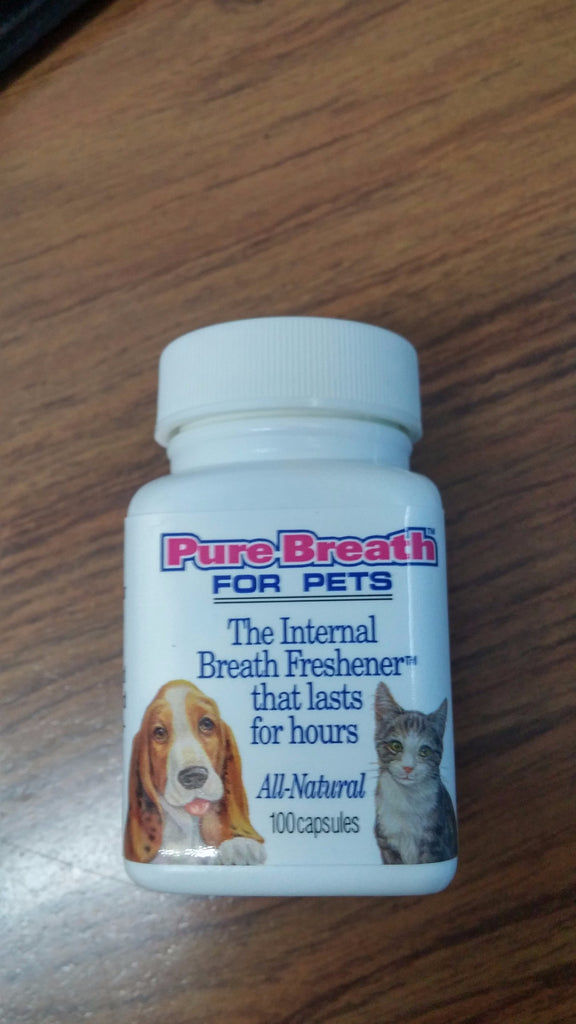 Pure Breath™
FOR PETS
The Internal
Breath Freshener™
that lasts
for hours
All-Natural
100 capsules